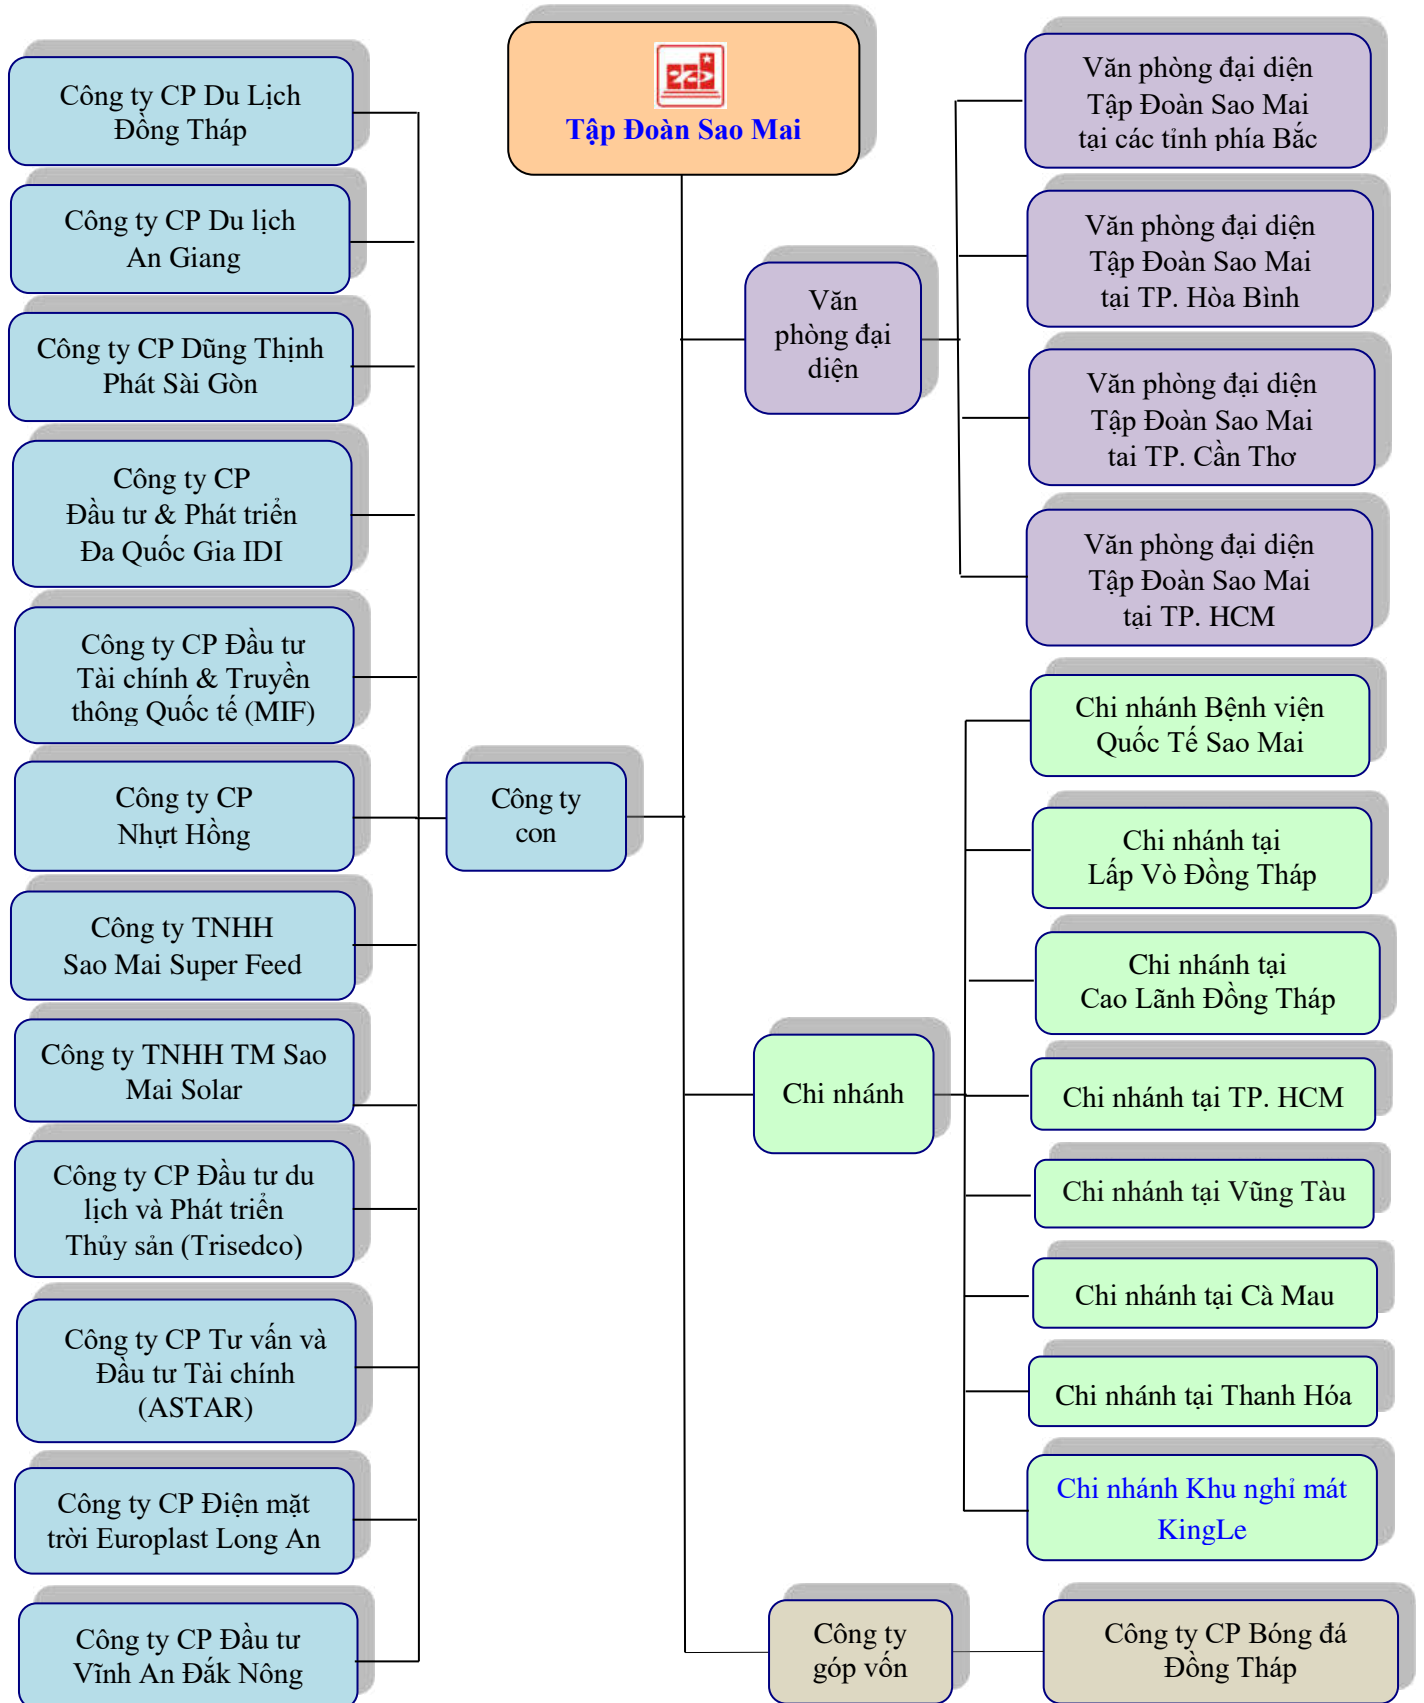 Tập Đoàn Sao Mai
Công ty CP Du Lịch
Đồng Tháp
Công ty CP Du lịch
An Giang
Công ty CP Dũng Thịnh
Phát Sài Gòn
Công ty CP
Đầu tư & Phát triển
Đa Quốc Gia IDI
Công ty CP Đầu tư
Tài chính & Truyền
thông Quốc tế (MIF)
Công ty CP
Nhựt Hồng
Công ty TNHH
Sao Mai Super Feed
Công ty TNHH TM Sao
Mai Solar
Công ty CP Đầu tư du
lịch và Phát triển
Thủy sản (Trisedco)
Công ty CP Tư vấn và
Đầu tư Tài chính
(ASTAR)
Công ty CP Điện mặt
trời Europlast Long An
Công ty CP Đầu tư
Vĩnh An Đắk Nông
Công ty
con
Văn
phòng đại
diện
Văn phòng đại diện
Tập Đoàn Sao Mai
tại các tỉnh phía Bắc
Văn phòng đại diện
Tập Đoàn Sao Mai
tại TP. Hòa Bình
Văn phòng đại diện
Tập Đoàn Sao Mai
tai TP. Cần Thơ
Văn phòng đại diện
Tập Đoàn Sao Mai
tại TP. HCM
Chi nhánh
Chi nhánh Bệnh viện
Quốc Tế Sao Mai
Chi nhánh tại
Lấp Vò Đồng Tháp
Chi nhánh tại
Cao Lãnh Đồng Tháp
Chi nhánh tại TP. HCM
Chi nhánh tại Vũng Tàu
Chi nhánh tại Cà Mau
Chi nhánh tại Thanh Hóa
Chi nhánh Khu nghỉ mát
KingLe
Công ty
góp vốn
Công ty CP Bóng đá
Đồng Tháp